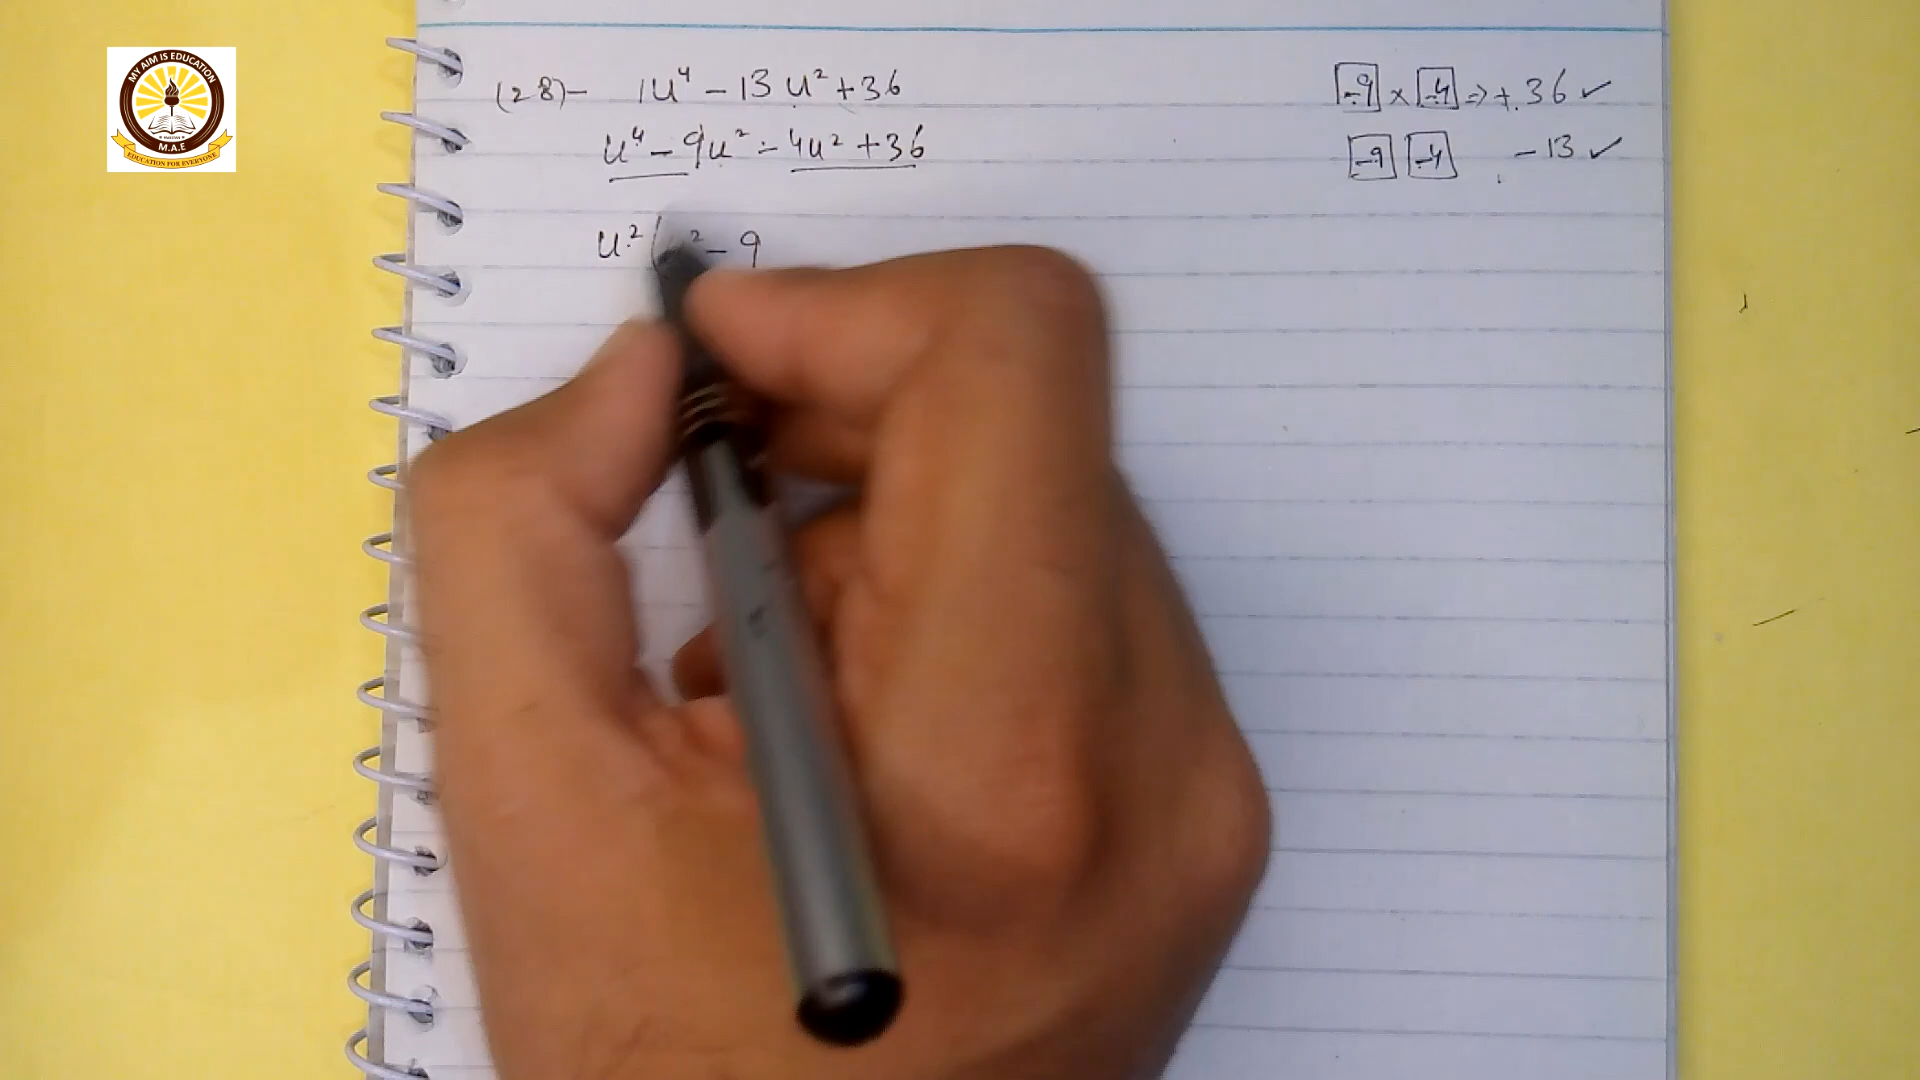 MY AIM IS EDUCATION
M.A.E
EDUCATION FOR EVERYONE
(28)- 1u⁴ - 13u² + 36
u⁴ - 9u² - 4u² + 36
u² ( ² - 9
-9 × -4 ⇒ + 36 ✓
-9 -4 - 13 ✓